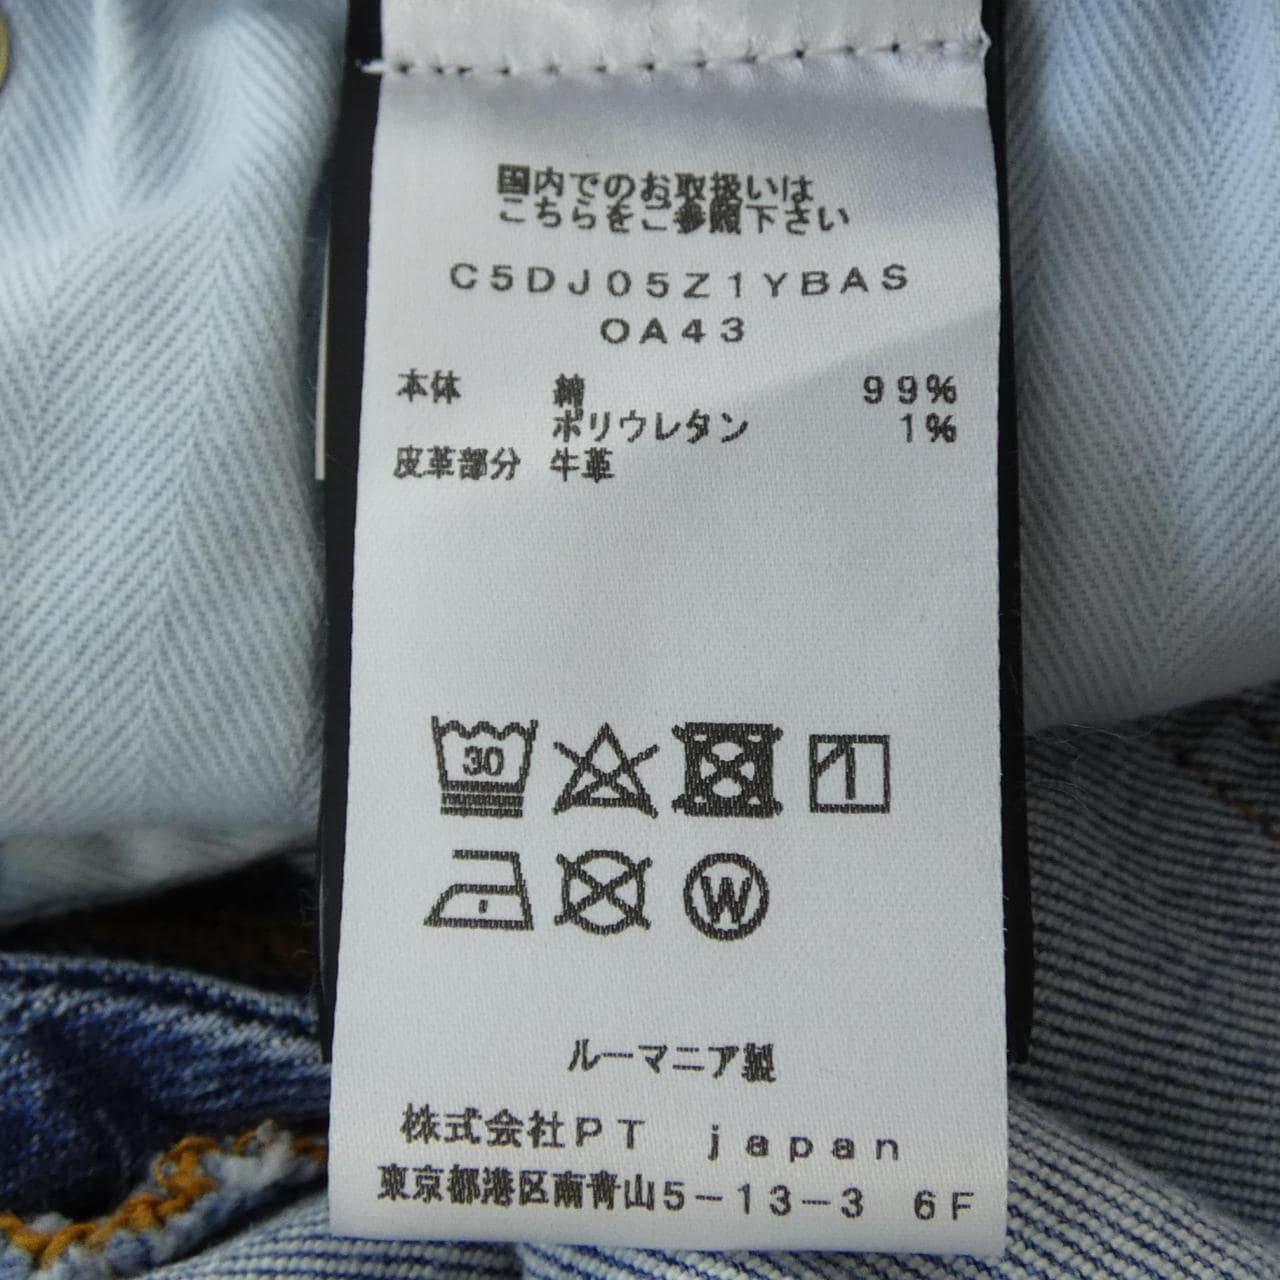 国内でのお取扱いは
こちらをご参照下さい
C5DJ05Z1YBAS
OA43
本体 綿 99%
ポリウレタン 1%
皮革部分 牛革
30
W
ルーマニア製
株式会社PT japan
東京都港区南青山5-13-3 6F